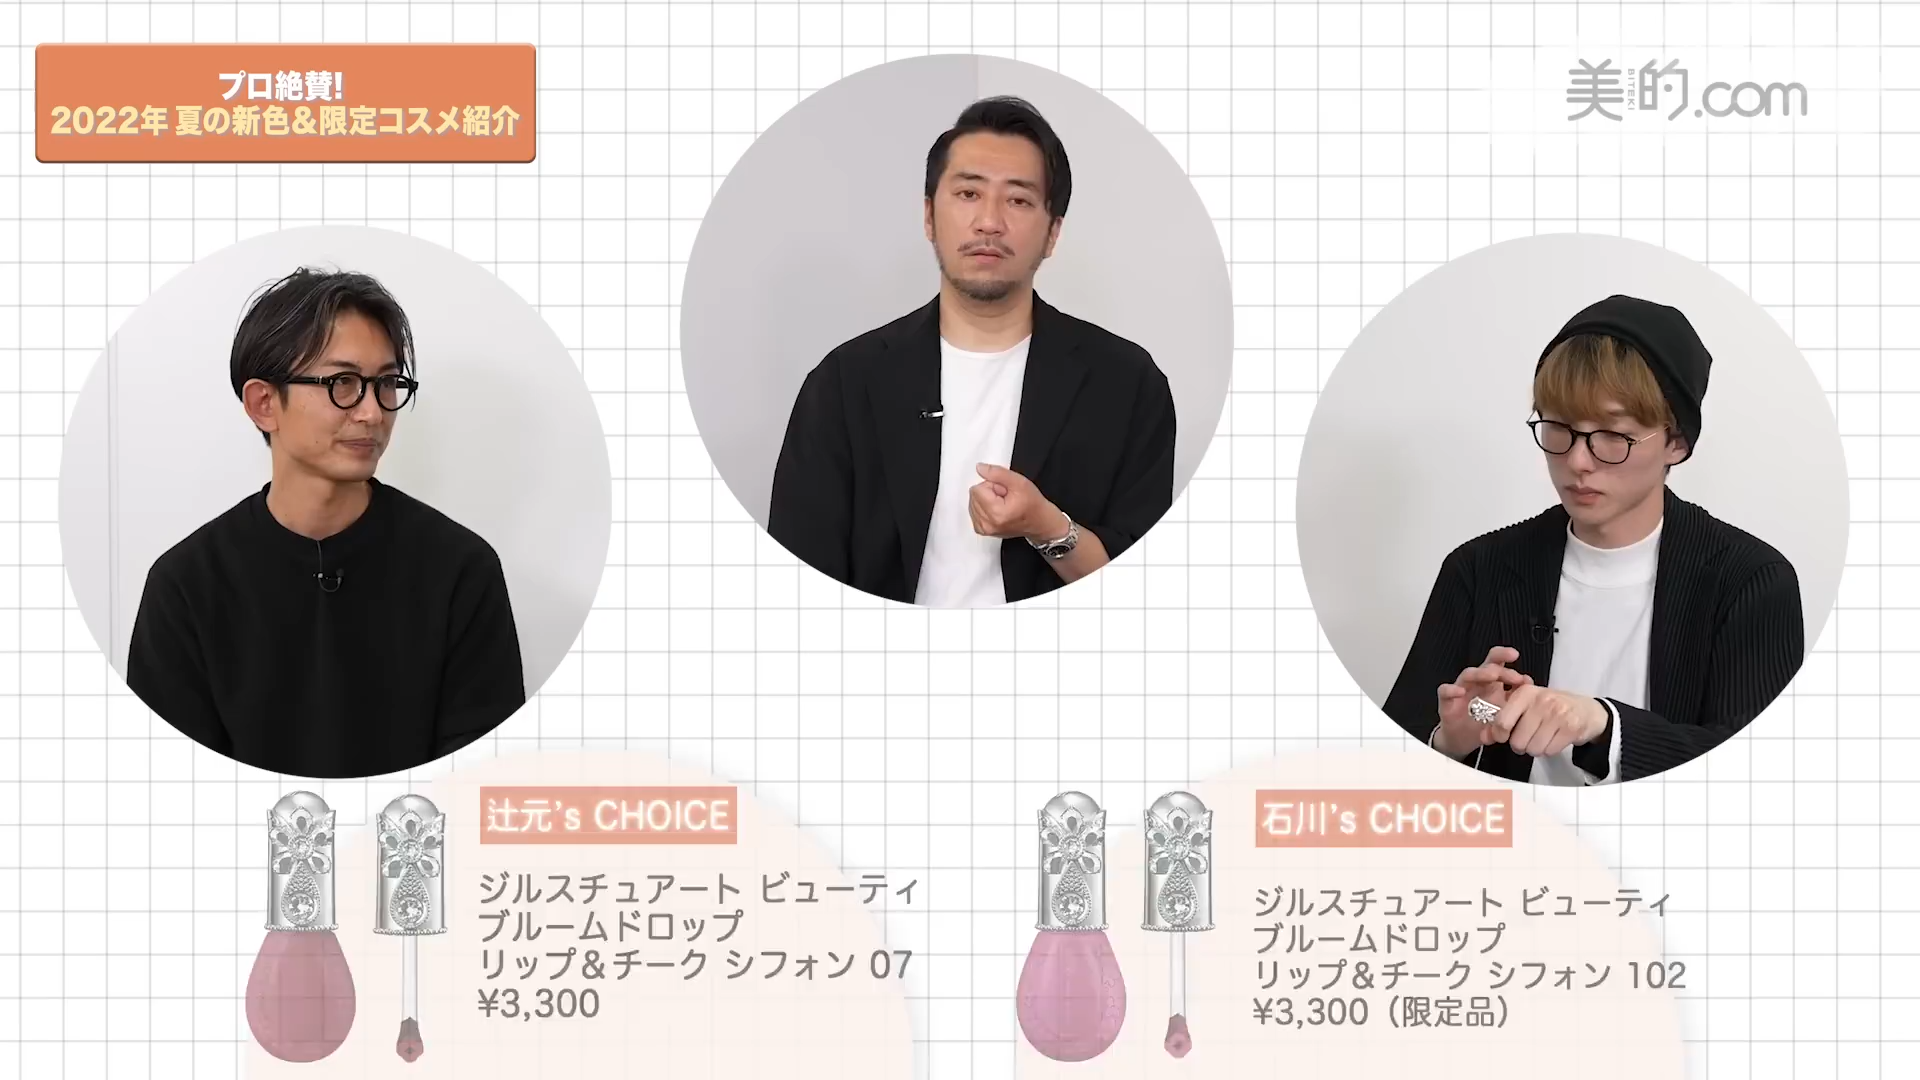 プロ絶賛!
2022年 夏の新色&限定コスメ紹介
美的.com
BITEKI
辻元's CHOICE
ジルスチュアート ビューティ
ブルームドロップ
リップ&チーク シフォン 07
¥3,300
石川's CHOICE
ジルスチュアート ビューティ
ブルームドロップ
リップ&チーク シフォン 102
¥3,300（限定品）